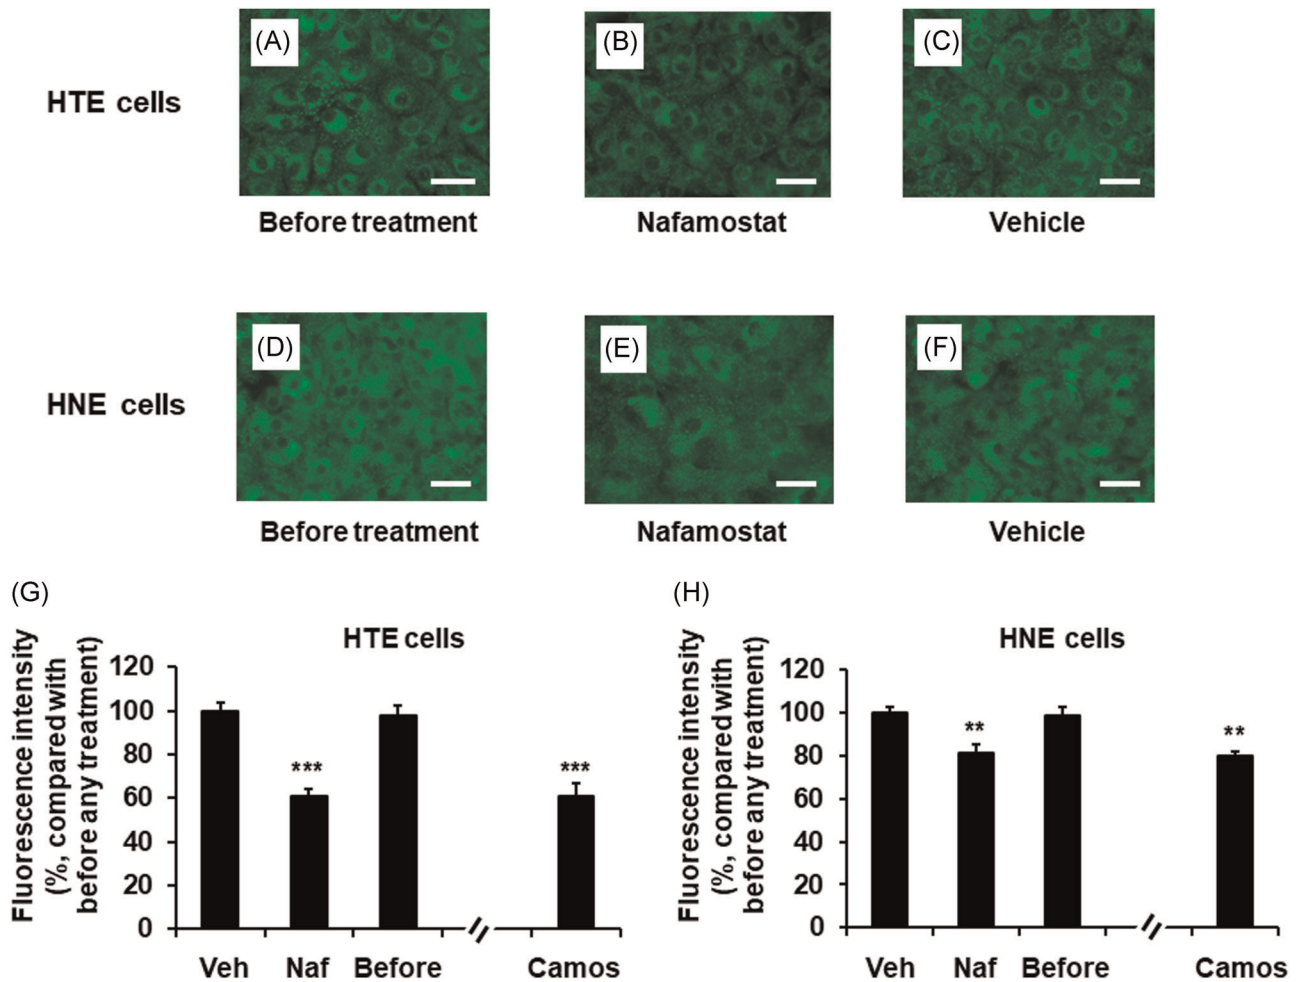 (A) (B) (C)
HTE cells
Before treatment Nafamostat Vehicle
(D) (E) (F)
HNE cells
Before treatment Nafamostat Vehicle
(G)
HTE cells
Fluorescence intensity
(%, compared with
before any treatment)
120
100
80
60
40
20
0
***
***
Veh Naf Before Camos
(H)
HNE cells
Fluorescence intensity
(%, compared with
before any treatment)
120
100
80
60
40
20
0
**
**
Veh Naf Before Camos